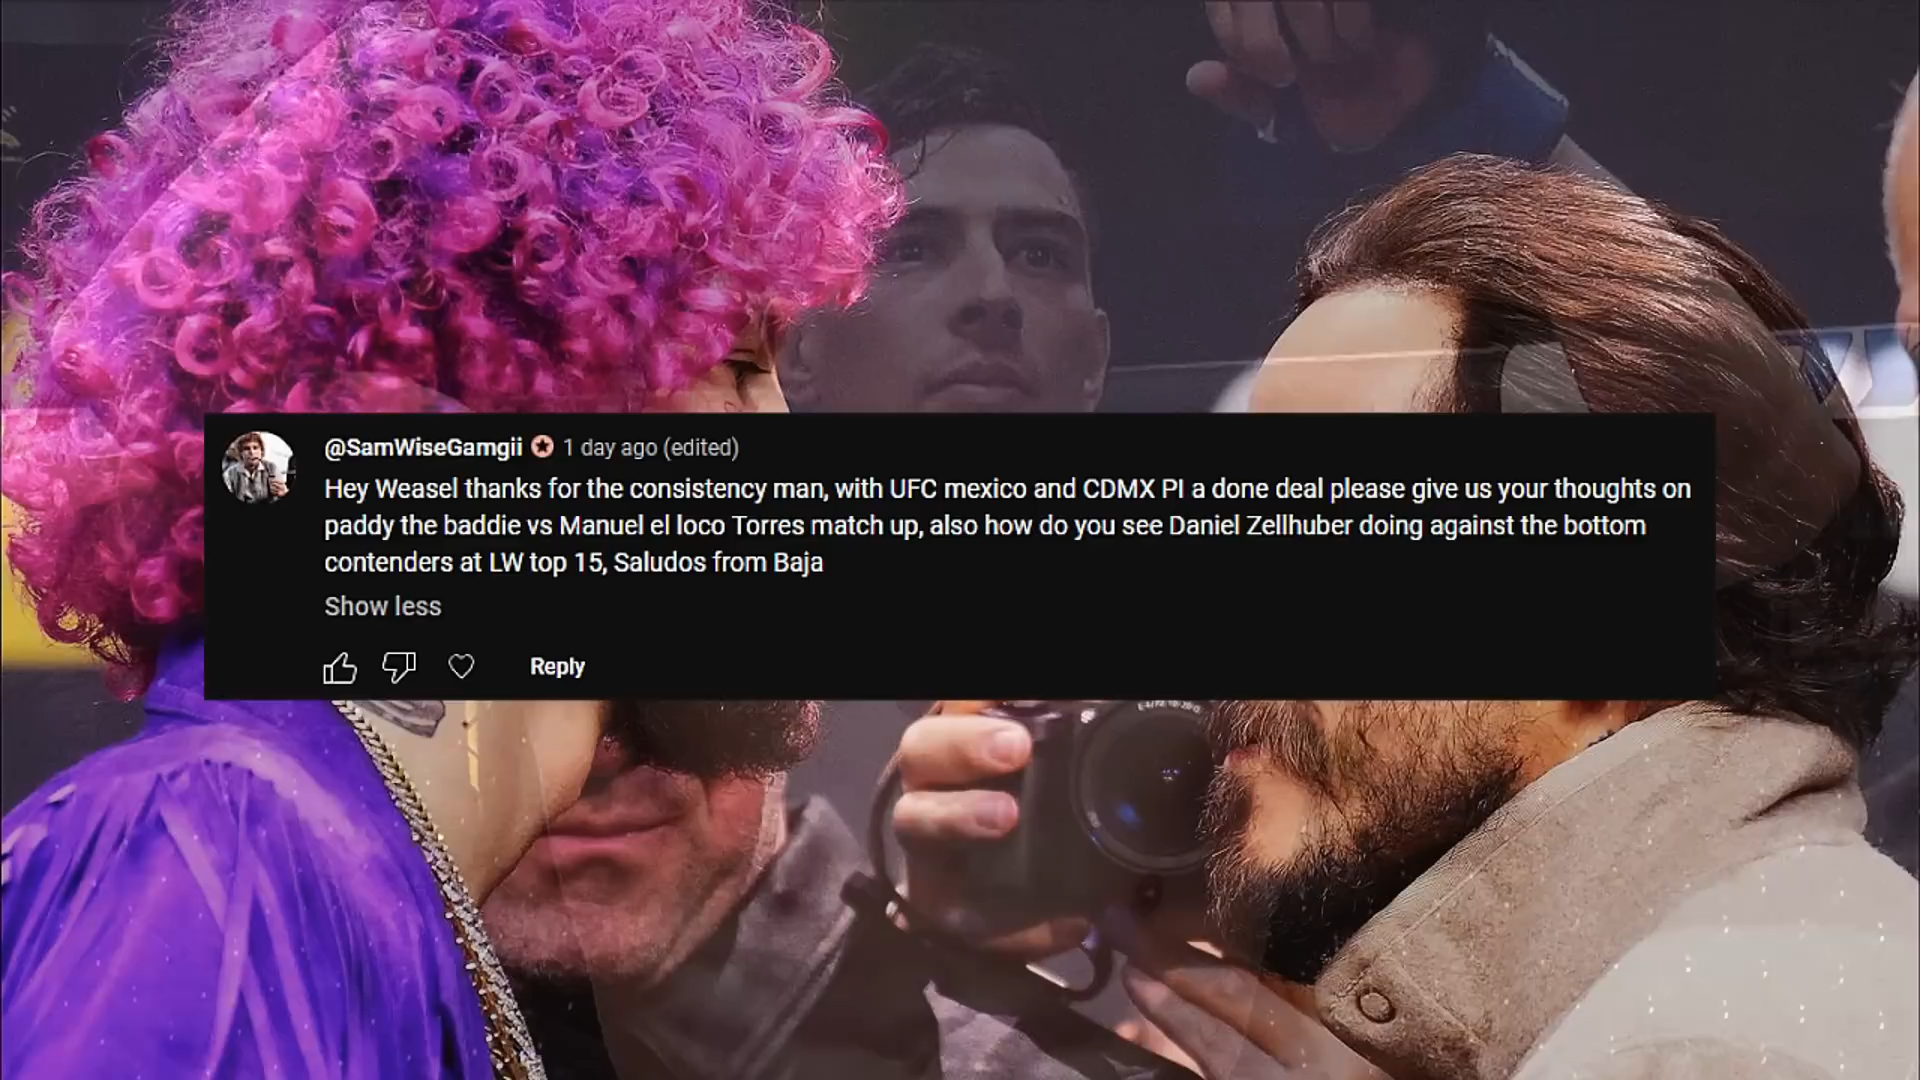 @SamWiseGamgii 1 day ago (edited)
Hey Weasel thanks for the consistency man, with UFC mexico and CDMX PI a done deal please give us your thoughts on
paddy the baddie vs Manuel el loco Torres match up, also how do you see Daniel Zellhuber doing against the bottom
contenders at LW top 15, Saludos from Baja
Show less
Reply